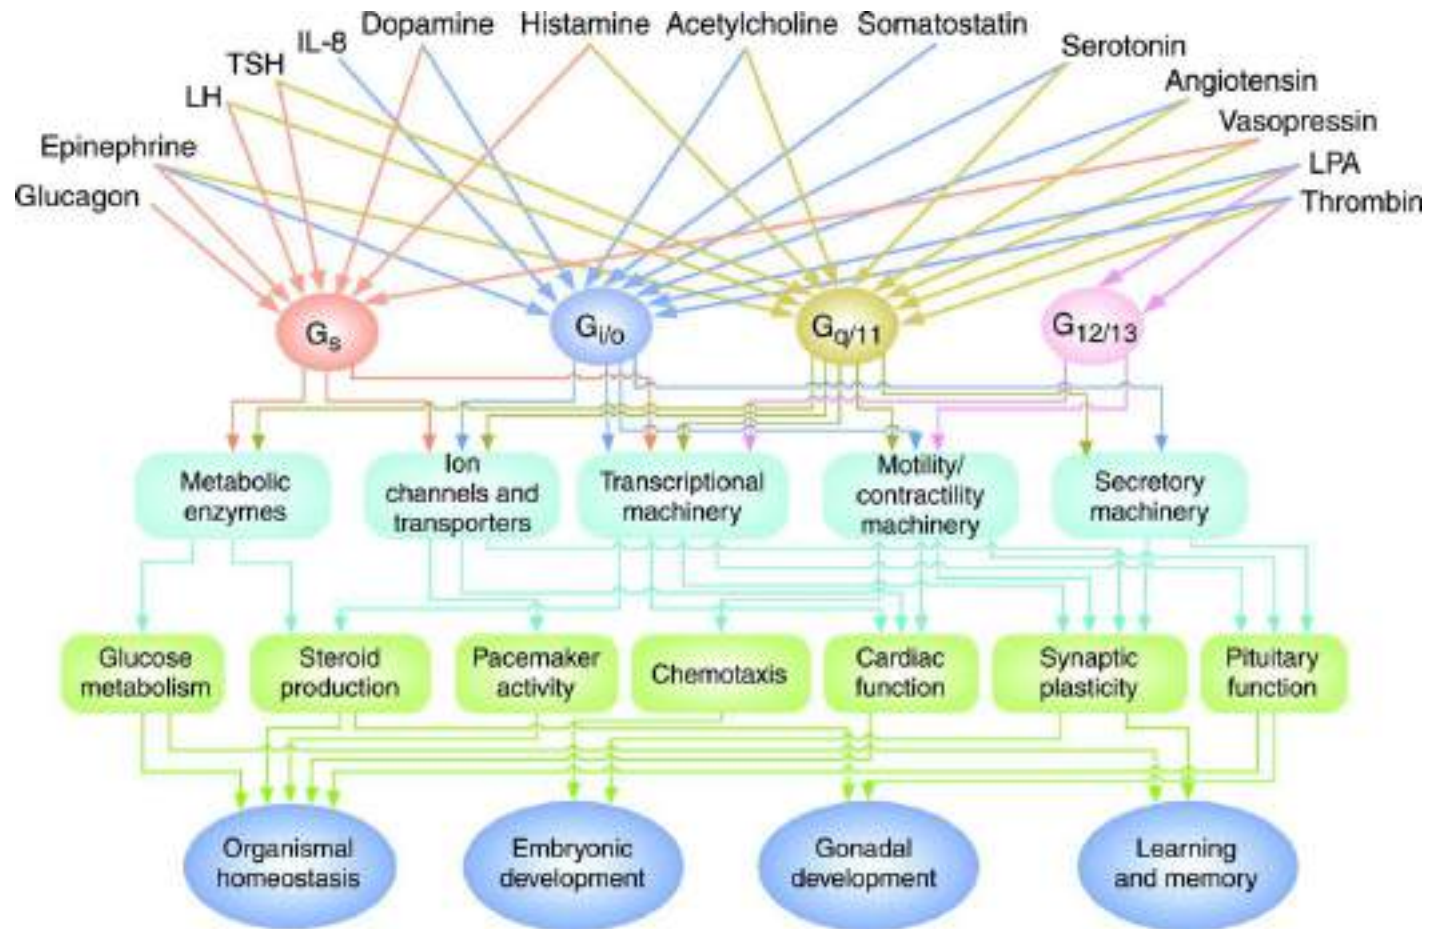 Dopamine
Histamine
Acetylcholine
Somatostatin
IL-8
Serotonin
TSH
Angiotensin
LH
Vasopressin
Epinephrine
LPA
Glucagon
Thrombin
Gs
Gi/o
Gq/11
G12/13
Metabolic
enzymes
Ion
channels and
transporters
Transcriptional
machinery
Motility/
contractility
machinery
Secretory
machinery
Glucose
metabolism
Steroid
production
Pacemaker
activity
Chemotaxis
Cardiac
function
Synaptic
plasticity
Pituitary
function
Organismal
homeostasis
Embryonic
development
Gonadal
development
Learning
and memory